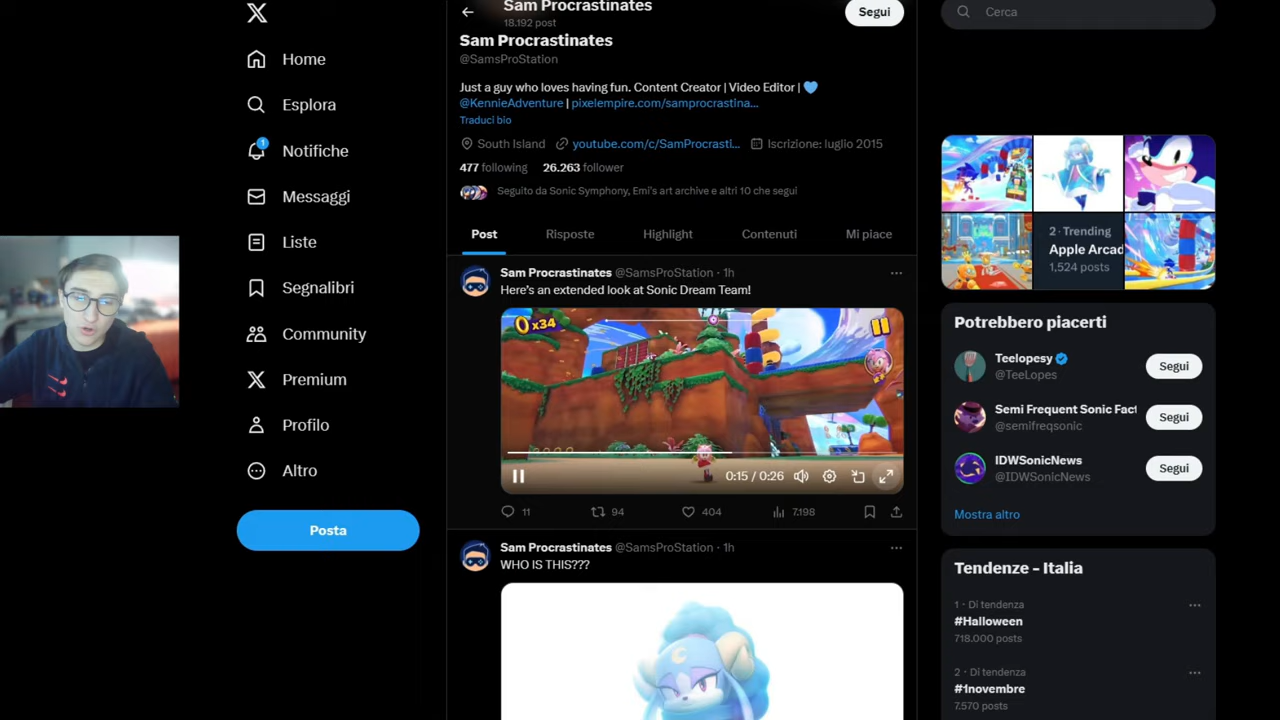 Home
Esplora
1
Notifiche
Messaggi
Liste
Segnalibri
Community
Premium
Profilo
Altro
Posta
Sam Procrastinates
18.192 post
Segui
Sam Procrastinates
@SamsProStation
Just a guy who loves having fun. Content Creator | Video Editor | 💙
@KennieAdventure | pixelempire.com/samprocrastina...
Traduci bio
South Island youtube.com/c/SamProcrasti... Iscrizione: luglio 2015
477 following 26.263 follower
Seguito da Sonic Symphony, Emi's art archive e altri 10 che segui
Post Risposte Highlight Contenuti Mi piace
Sam Procrastinates @SamsProStation · 1h
Here's an extended look at Sonic Dream Team!
x34
0:15 / 0:26
11 94 404 7.198
Sam Procrastinates @SamsProStation · 1h
WHO IS THIS???
Cerca
2 · Trending
Apple Arcad
1,524 posts
Potrebbero piacerti
Teelopesy
@TeeLopes
Segui
Semi Frequent Sonic Fact
@semifreqsonic
Segui
IDWSonicNews
@IDWSonicNews
Segui
Mostra altro
Tendenze – Italia
1 · Di tendenza
#Halloween
718.000 posts
2 · Di tendenza
#1novembre
7.570 posts